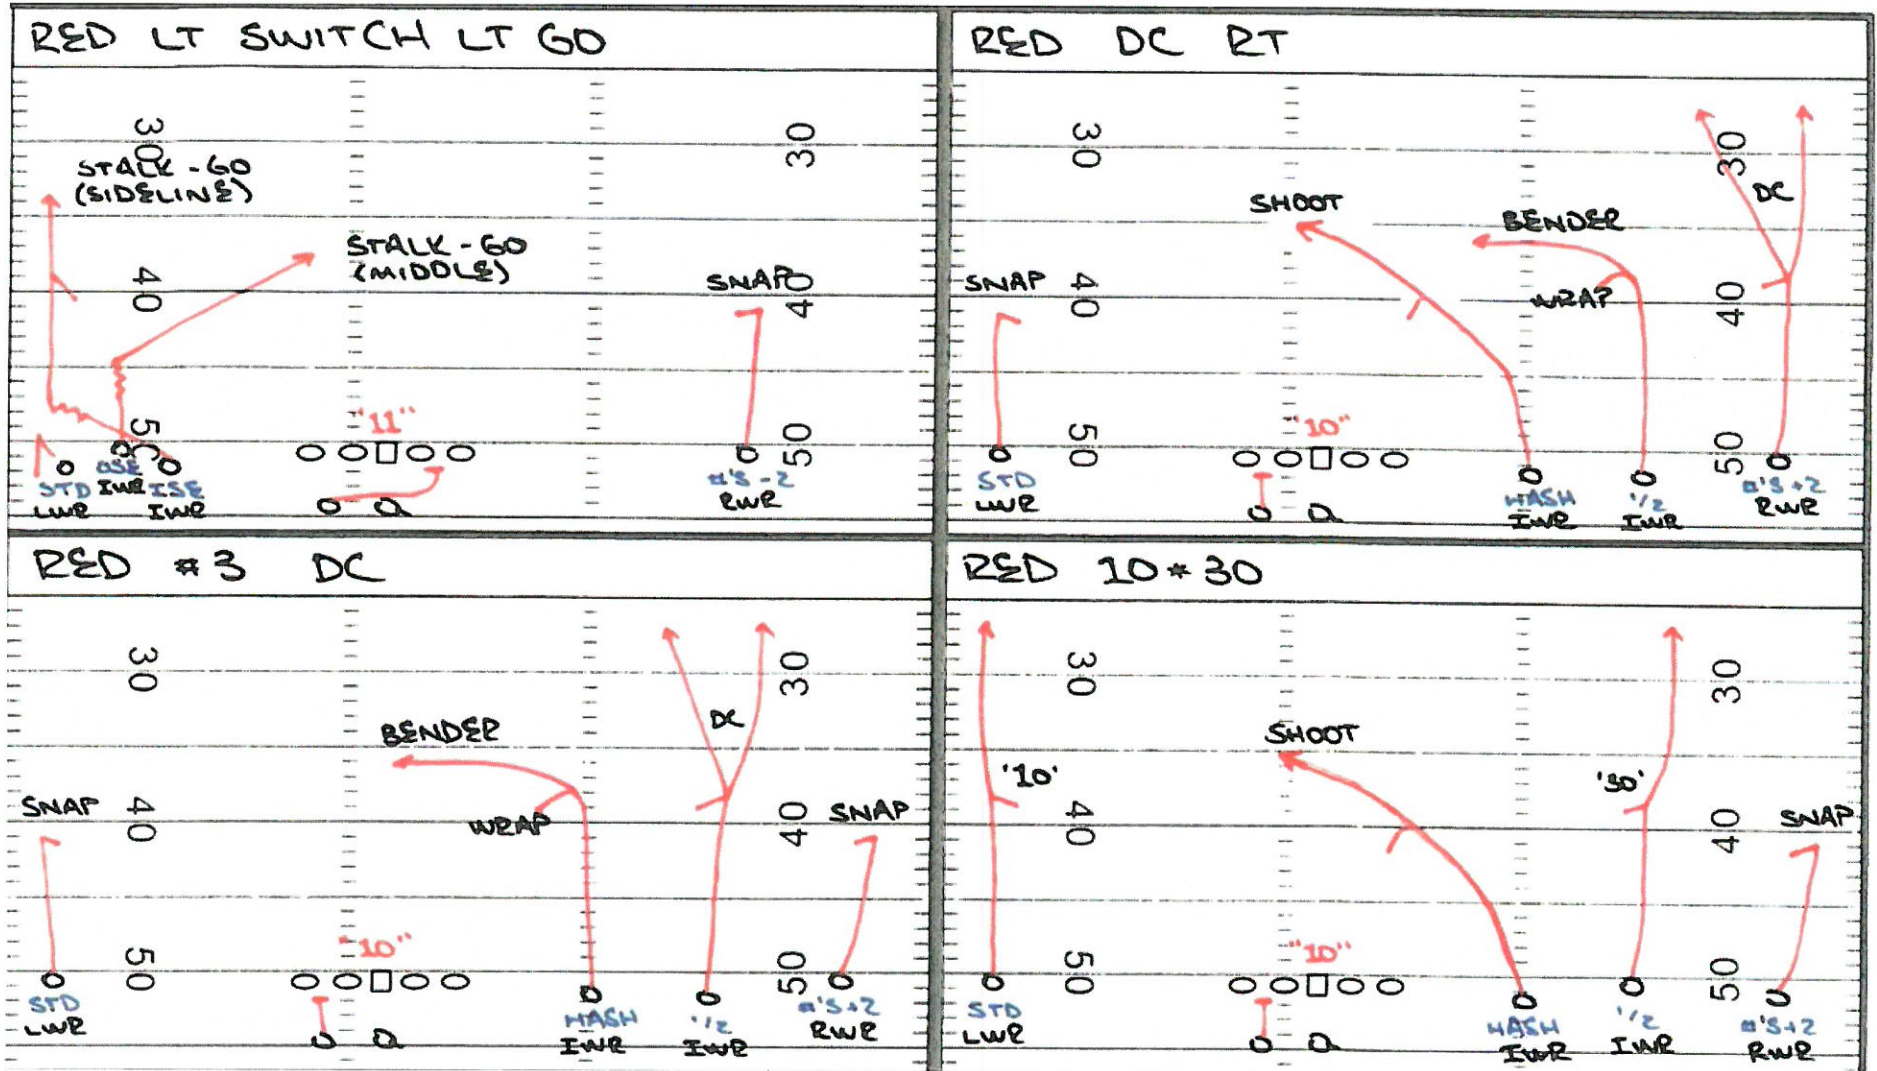 RED LT SWITCH LT GO
30
30
STALK - GO
(SIDELINE)
STALK - GO
(MIDDLE)
40
SNAP
40
"11"
50
50
STD
LWR
OSE
IWR
ISE
IWR
#'S - 2
RWR
RED DC RT
30
30
DC
SHOOT
BENDER
SNAP
40
WRAP
40
"10"
50
50
STD
LWR
HASH
IWR
1/2
IWR
#'S + 2
RWR
RED #3 DC
30
30
DC
BENDER
SNAP
40
WRAP
40
SNAP
"10"
50
50
STD
LWR
HASH
IWR
1/2
IWR
#'S + 2
RWR
RED 10 * 30
30
30
SHOOT
'10'
'30'
40
40
SNAP
"10"
50
50
STD
LWR
HASH
IWR
1/2
IWR
#'S + 2
RWR